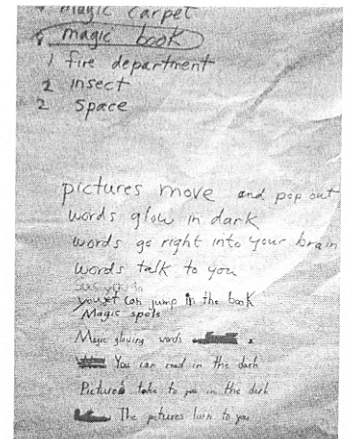 magic carpet
magic book
1 fire department
2 insect
2 space
pictures move and pop out
words glow in dark
words go right into your brain
words talk to you
can jump in the book
Magic spots
Magic glowing words
You can read in the dark
Pictures take to you in the dark
The pictures turn to you